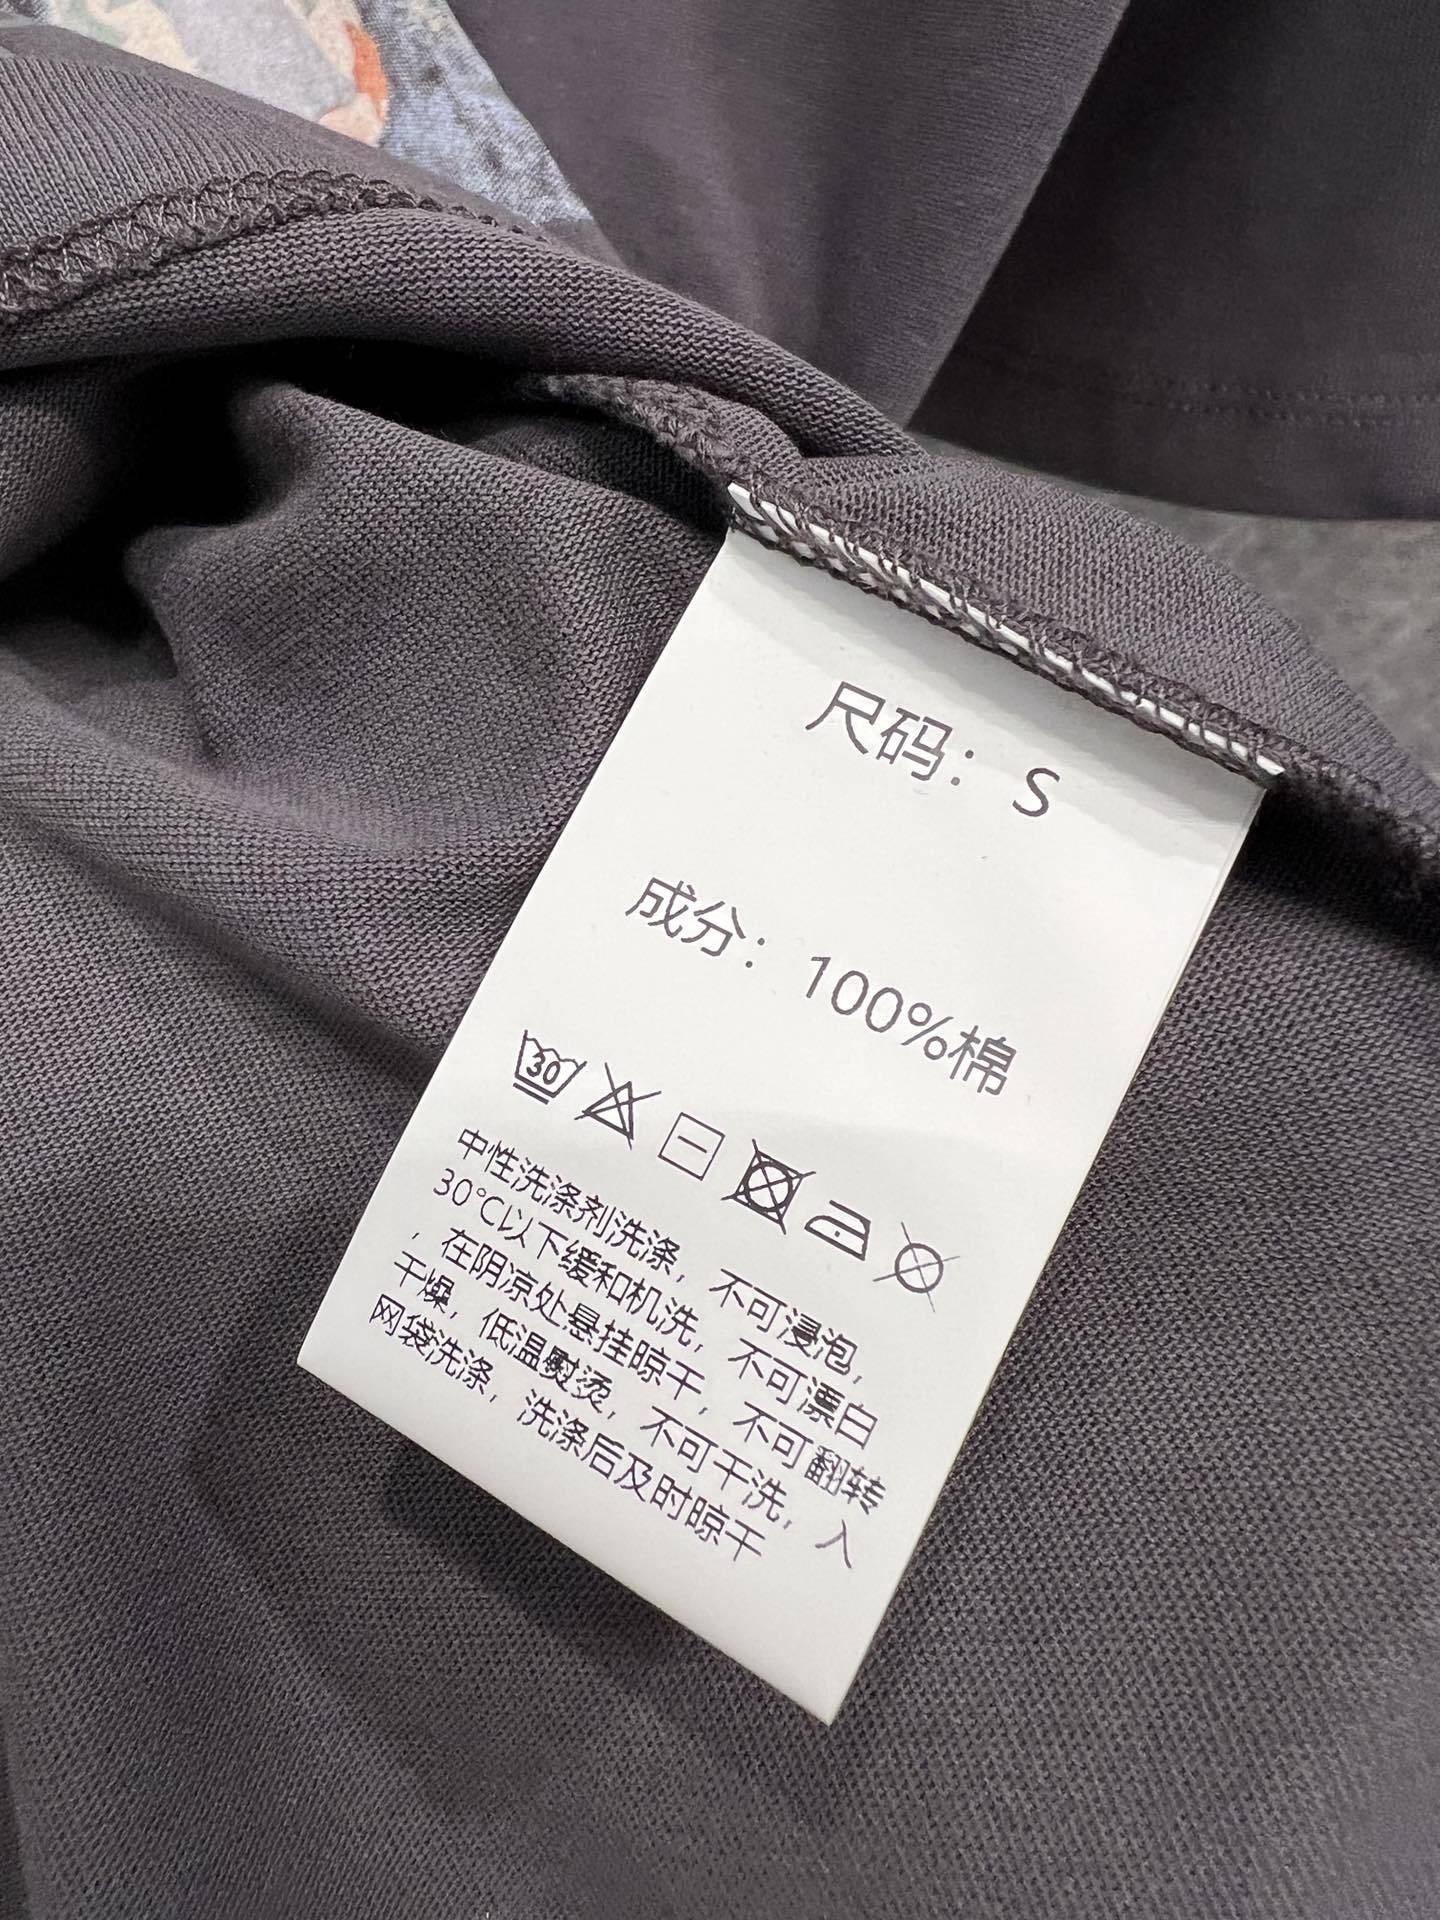 尺码：S
成分：100%棉
30
中性洗涤剂洗涤，不可浸泡，
30℃以下缓和机洗，不可漂白
，在阴凉处悬挂晾干，不可翻转
干燥，低温熨烫，不可干洗，入
网袋洗涤，洗涤后及时晾干